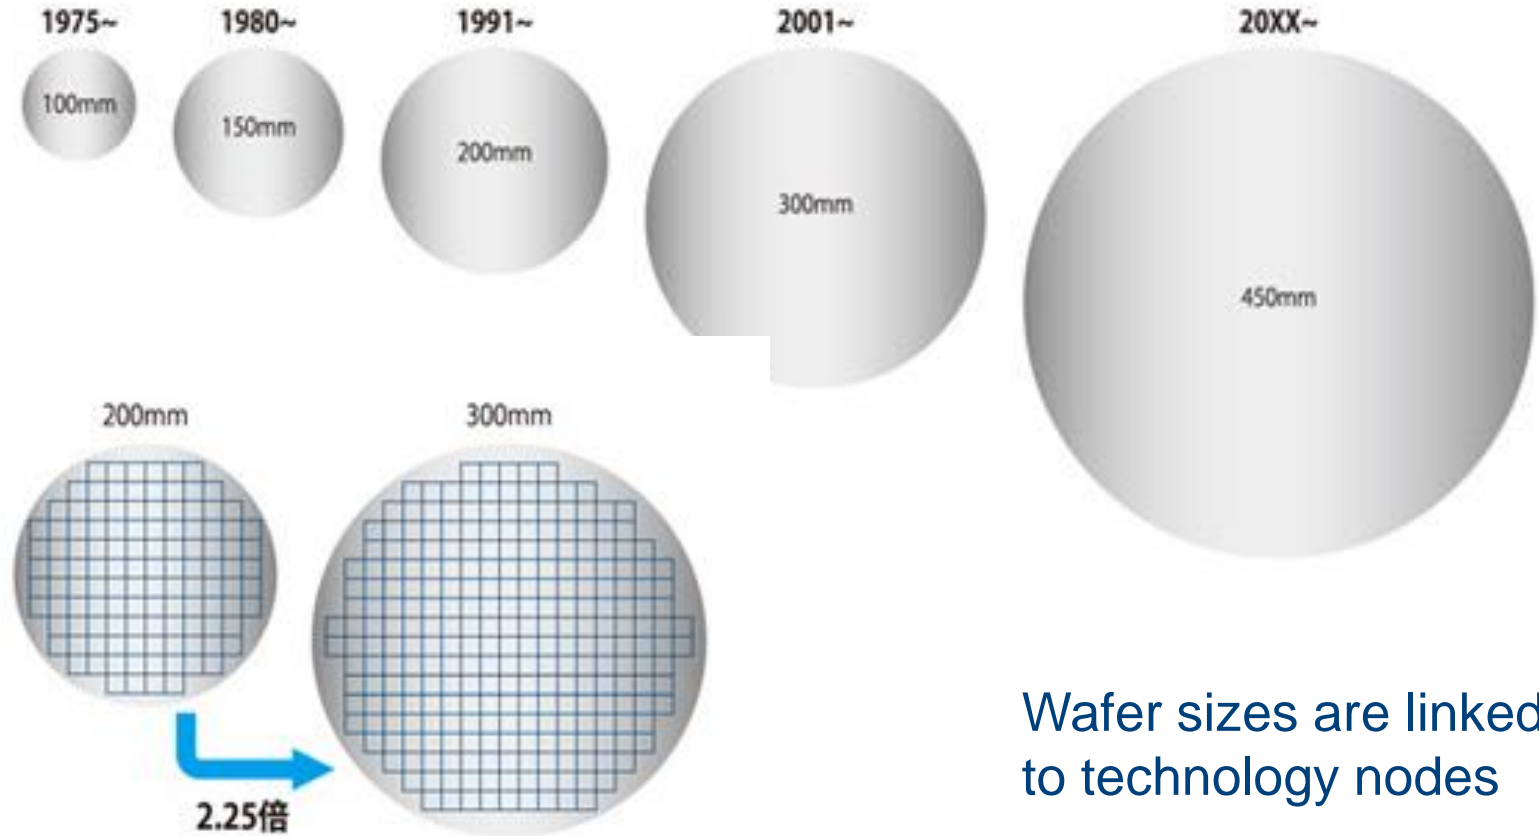 1975~
1980~
1991~
2001~
20XX~
100mm
150mm
200mm
300mm
450mm
200mm
300mm
2.25倍
Wafer sizes are linked
to technology nodes